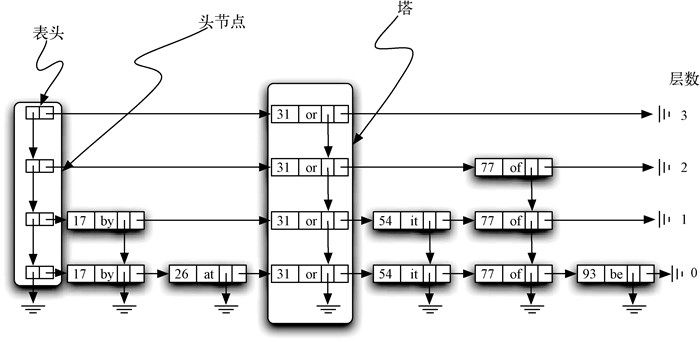 表头
头节点
塔
层数
31 or
3
31 or
77 of
2
17 by
31 or
54 it
77 of
1
17 by
26 at
31 or
54 it
77 of
93 be
0